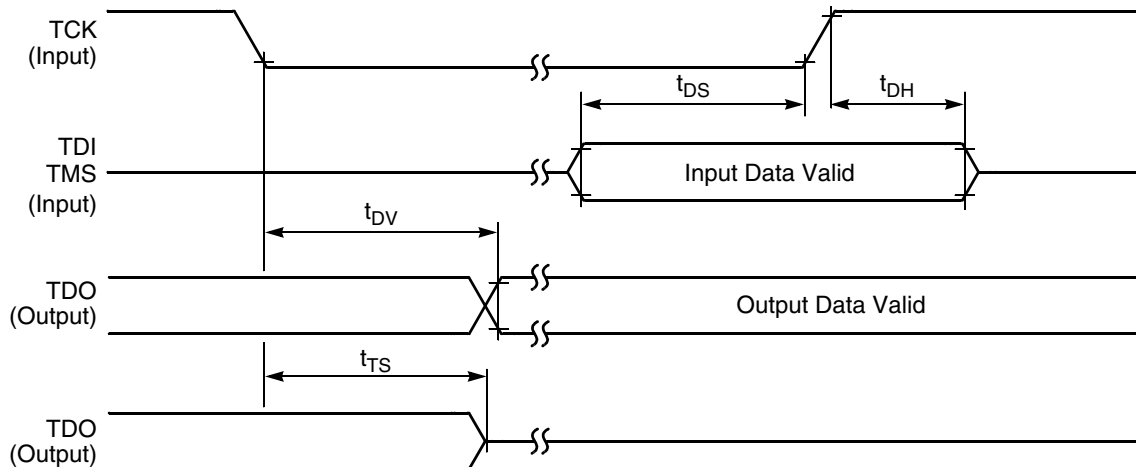 TCK
(Input)
tDS
tDH
TDI
TMS
(Input)
Input Data Valid
tDV
TDO
(Output)
Output Data Valid
tTS
TDO
(Output)